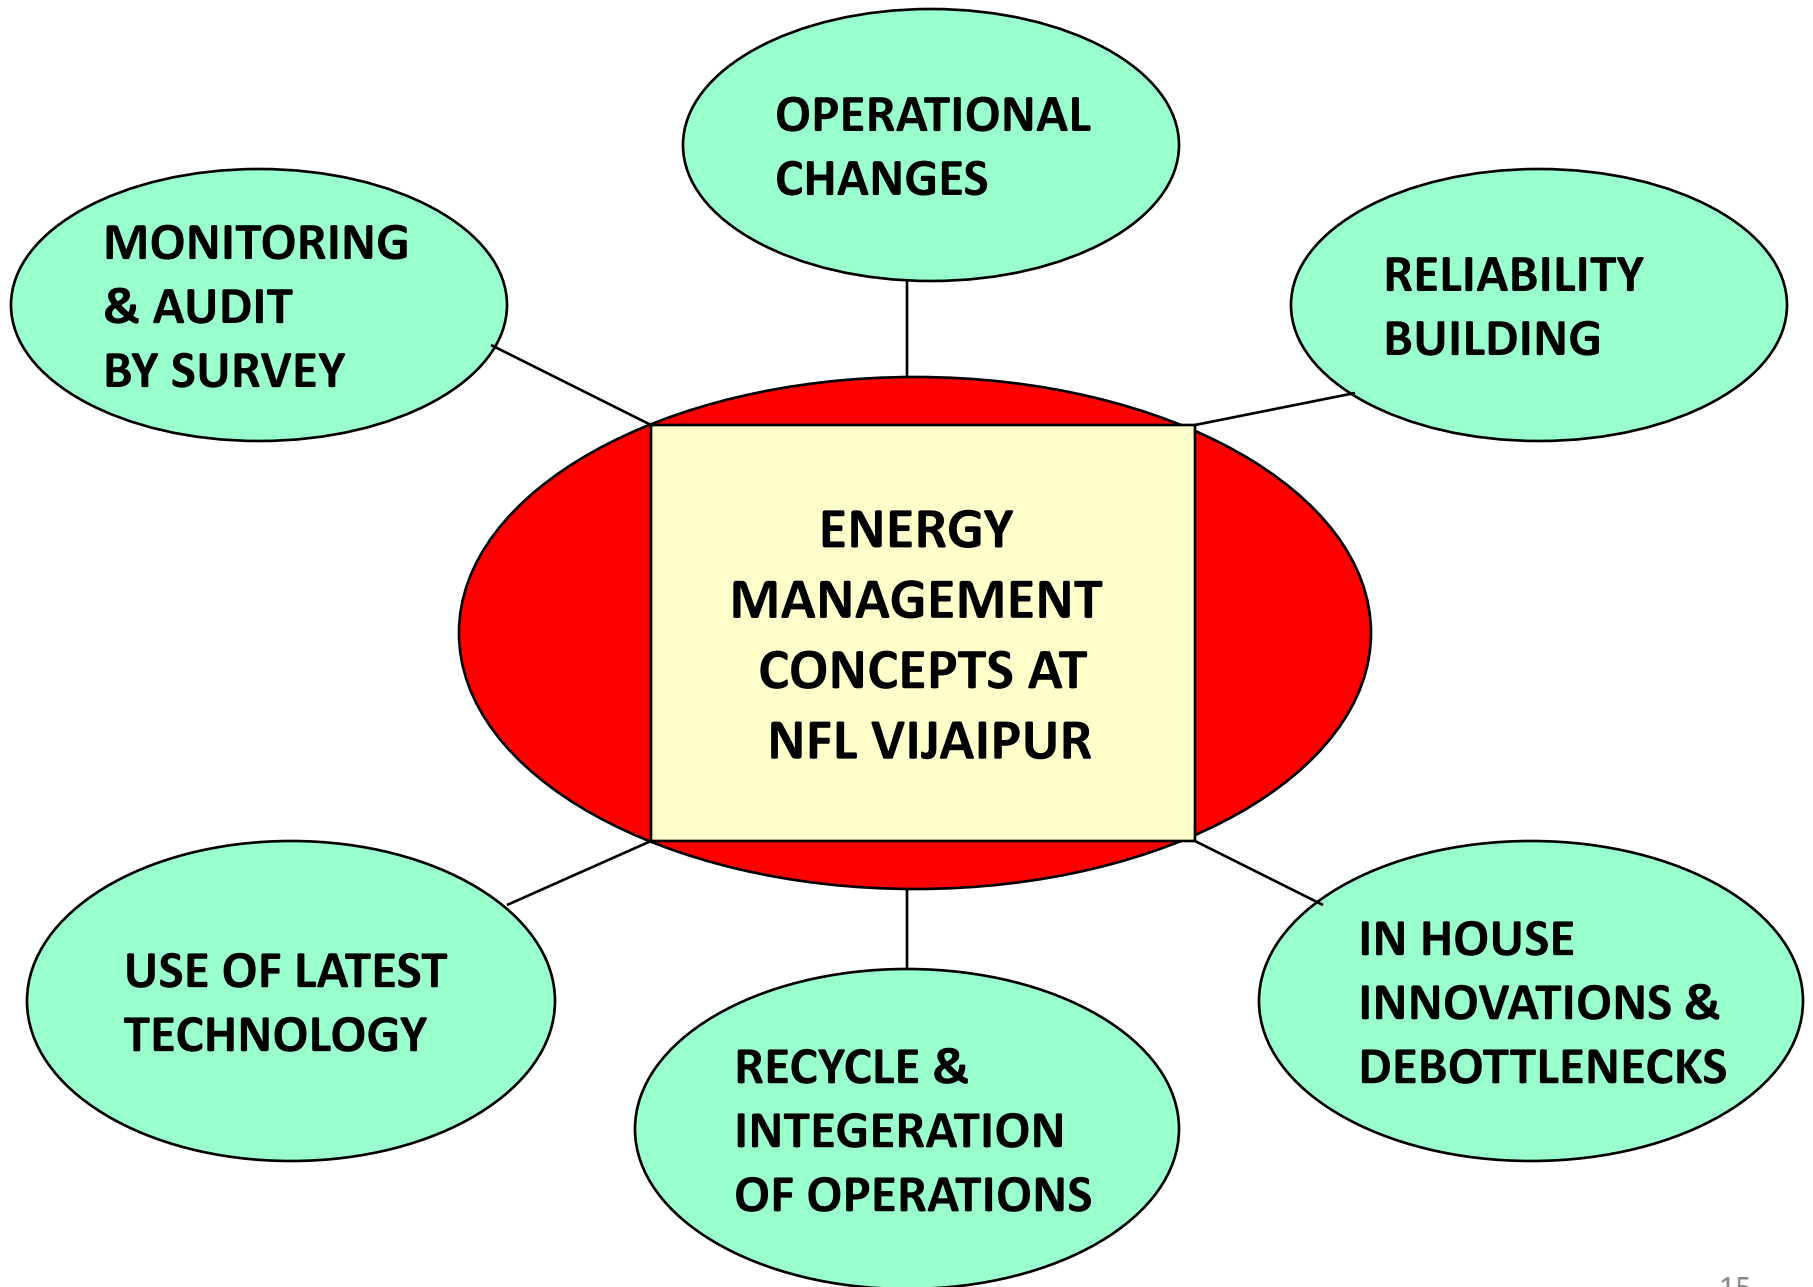 OPERATIONAL
CHANGES
MONITORING
& AUDIT
BY SURVEY
RELIABILITY
BUILDING
ENERGY
MANAGEMENT
CONCEPTS AT
NFL VIJAIPUR
USE OF LATEST
TECHNOLOGY
RECYCLE &
INTEGERATION
OF OPERATIONS
IN HOUSE
INNOVATIONS &
DEBOTTLENECKS
15